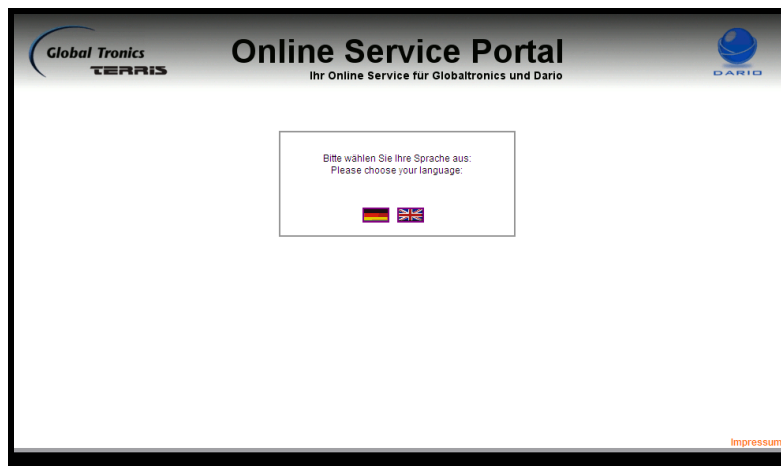 Global Tronics
TERRIS
Online Service Portal
Ihr Online Service für Globaltronics und Dario
DARIO
Bitte wählen Sie Ihre Sprache aus:
Please choose your language:
Impressum